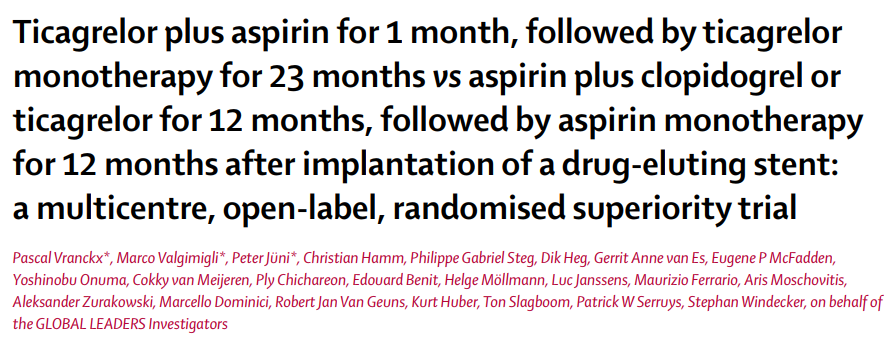 Ticagrelor plus aspirin for 1 month, followed by ticagrelor
monotherapy for 23 months vs aspirin plus clopidogrel or
ticagrelor for 12 months, followed by aspirin monotherapy
for 12 months after implantation of a drug-eluting stent:
a multicentre, open-label, randomised superiority trial
Pascal Vranckx*, Marco Valgimigli*, Peter Jüni*, Christian Hamm, Philippe Gabriel Steg, Dik Heg, Gerrit Anne van Es, Eugene P McFadden,
Yoshinobu Onuma, Cokky van Meijeren, Ply Chichareon, Edouard Benit, Helge Möllmann, Luc Janssens, Maurizio Ferrario, Aris Moschovitis,
Aleksander Zurakowski, Marcello Dominici, Robert Jan Van Geuns, Kurt Huber, Ton Slagboom, Patrick W Serruys, Stephan Windecker, on behalf of
the GLOBAL LEADERS Investigators